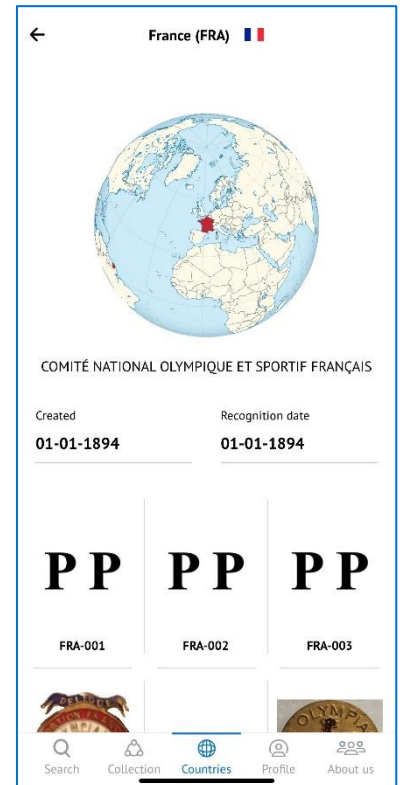 France (FRA)
COMITÉ NATIONAL OLYMPIQUE ET SPORTIF FRANÇAIS
Created
Recognition date
01-01-1894
01-01-1894
P P
P P
P P
FRA-001
FRA-002
FRA-003
Search
Collection
Countries
Profile
About us